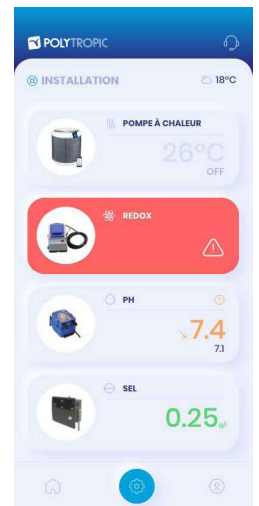 POLYTROPIC
INSTALLATION
18°C
POMPE À CHALEUR
26°C
OFF
REDOX
PH
7.4
7.1
SEL
0.25 g/l